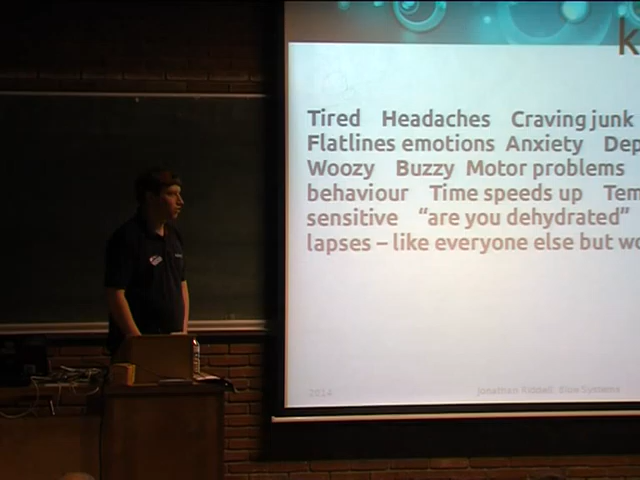 k
Tired Headaches Craving junk
Flatlines emotions Anxiety Dep
Woozy Buzzy Motor problems
behaviour Time speeds up Tem
sensitive “are you dehydrated”
lapses – like everyone else but wo
2014 Jonathan Riddell, Blue Systems